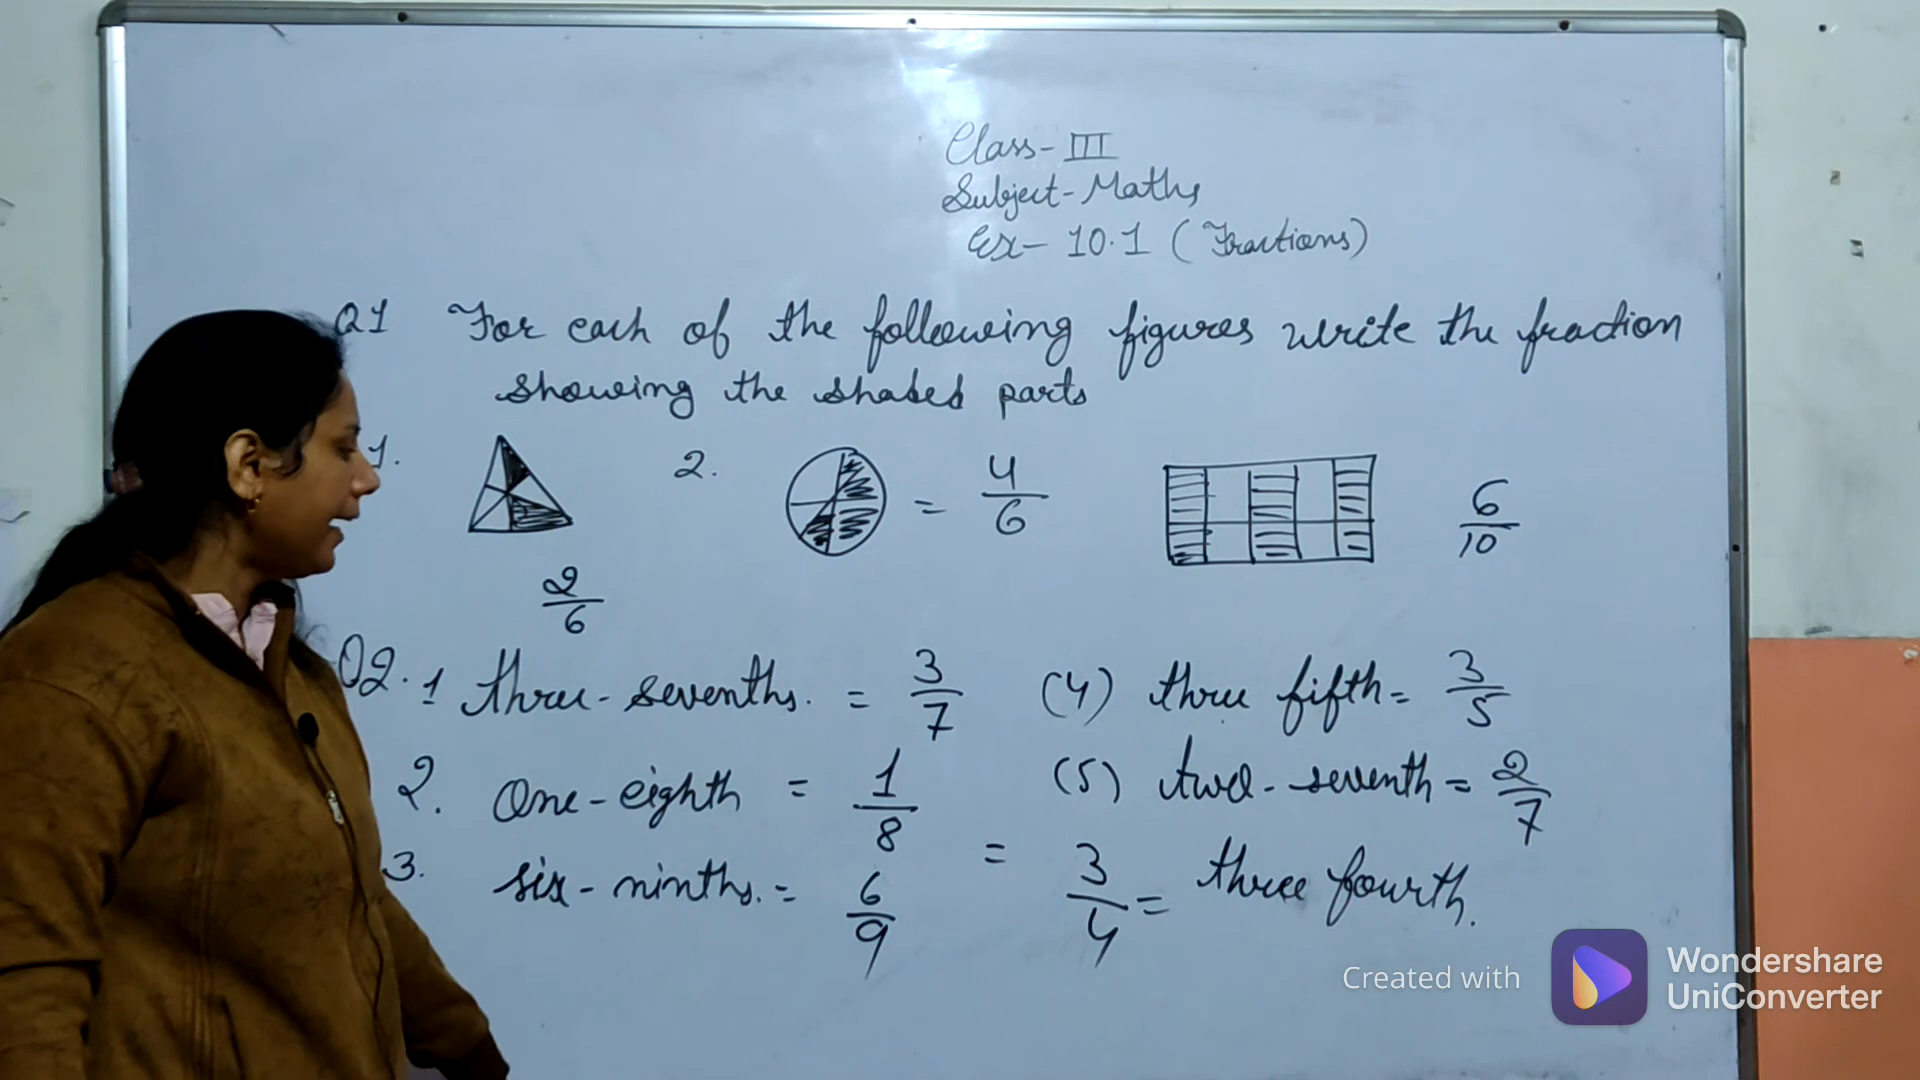 Class - III
Subject - Maths
Ex - 10.1 ( Fractions )
Q1 For each of the following figures write the fraction
showing the shaded parts
1. 2. = 4/6 6/10
2/6
Q2. 1 three - sevenths. = 3/7 (4) three fifth = 3/5
2. One - eighth = 1/8 (5) two - seventh = 2/7
3. six - ninths. = 6/9 = 3/4 = three fourth.
Created with Wondershare UniConverter